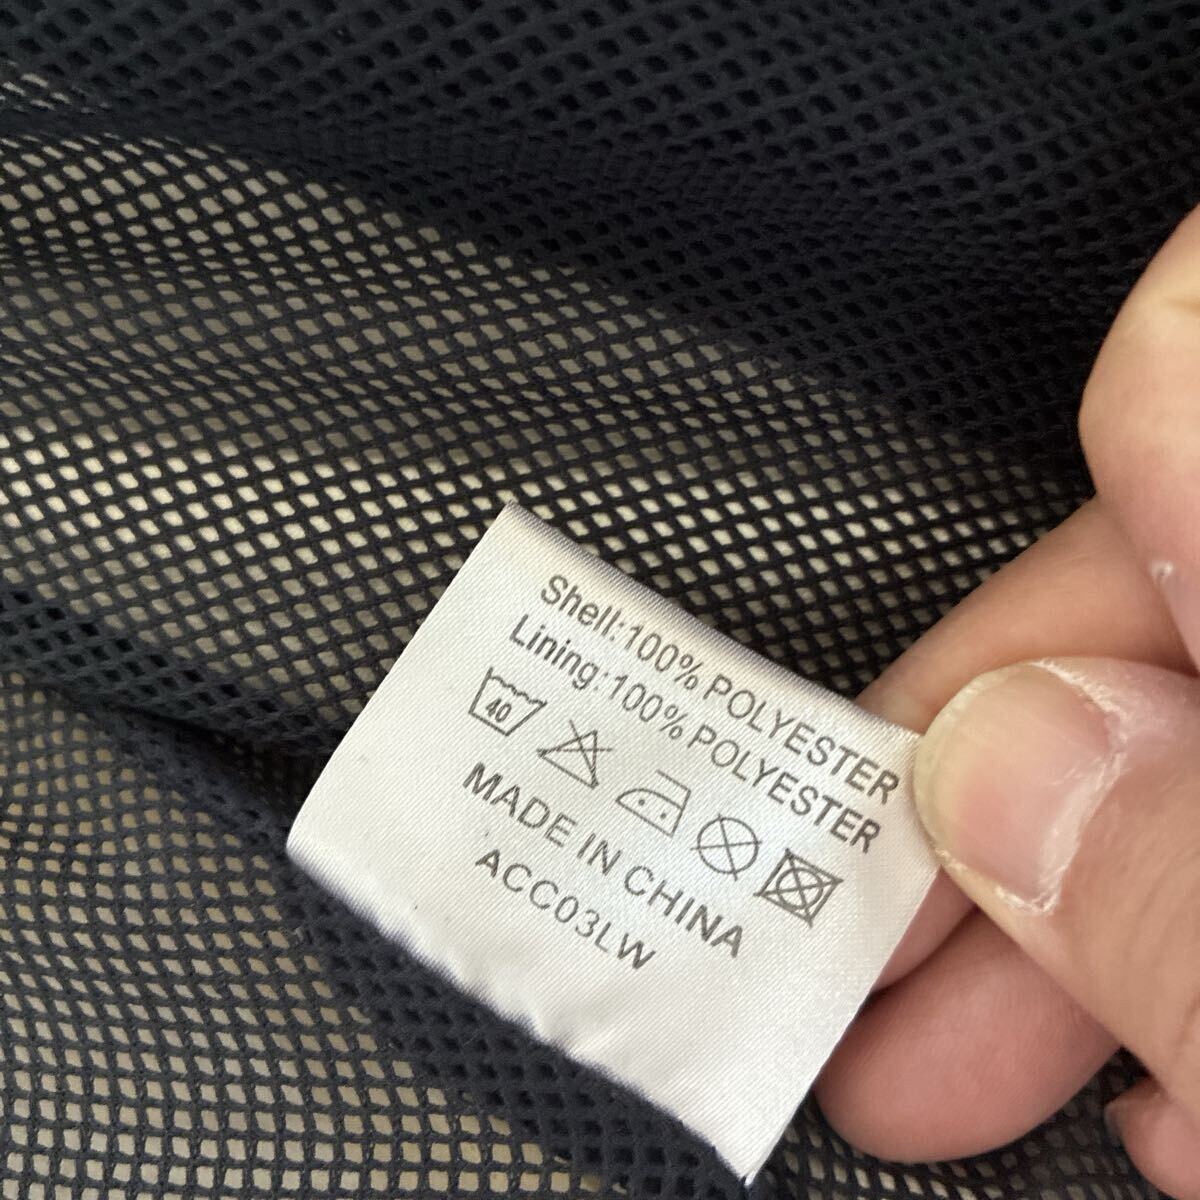 Shell:100% POLYESTER
Lining:100% POLYESTER
40
MADE IN CHINA
ACC03LW